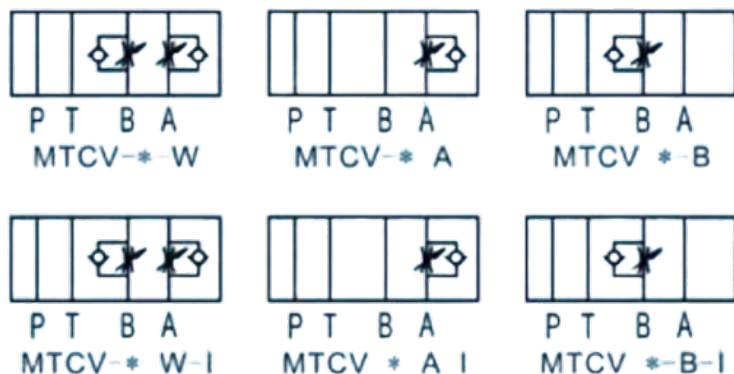 P T B A P T B A P T B A
MTCV-*-W MTCV-* A MTCV *-B
P T B A P T B A P T B A
MTCV-* W-I MTCV * A I MTCV *-B-I